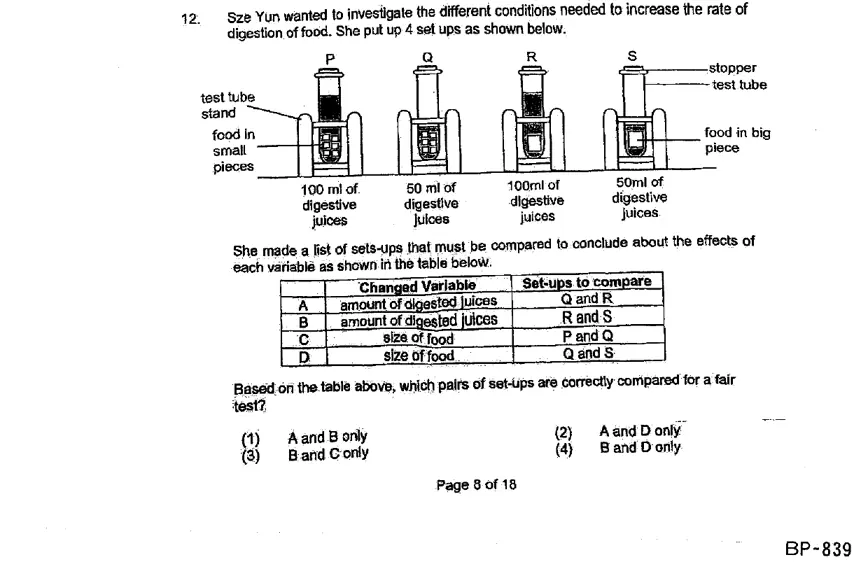 12. Sze Yun wanted to investigate the different conditions needed to increase the rate of
digestion of food. She put up 4 set ups as shown below.
P Q R S
stopper
test tube
test tube
stand
food in
small
pieces
food in big
piece
100 ml of
digestive
juices
50 ml of
digestive
juices
100ml of
digestive
juices
50ml of
digestive
juices
She made a list of sets-ups that must be compared to conclude about the effects of
each variable as shown in the table below.
Changed Variable Set-ups to compare
A amount of digested juices Q and R
B amount of digested juices R and S
C size of food P and Q
D size of food Q and S
Based on the table above, which pairs of set-ups are correctly compared for a fair
test?
(1) A and B only (2) A and D only
(3) B and C only (4) B and D only
Page 8 of 18
BP-839